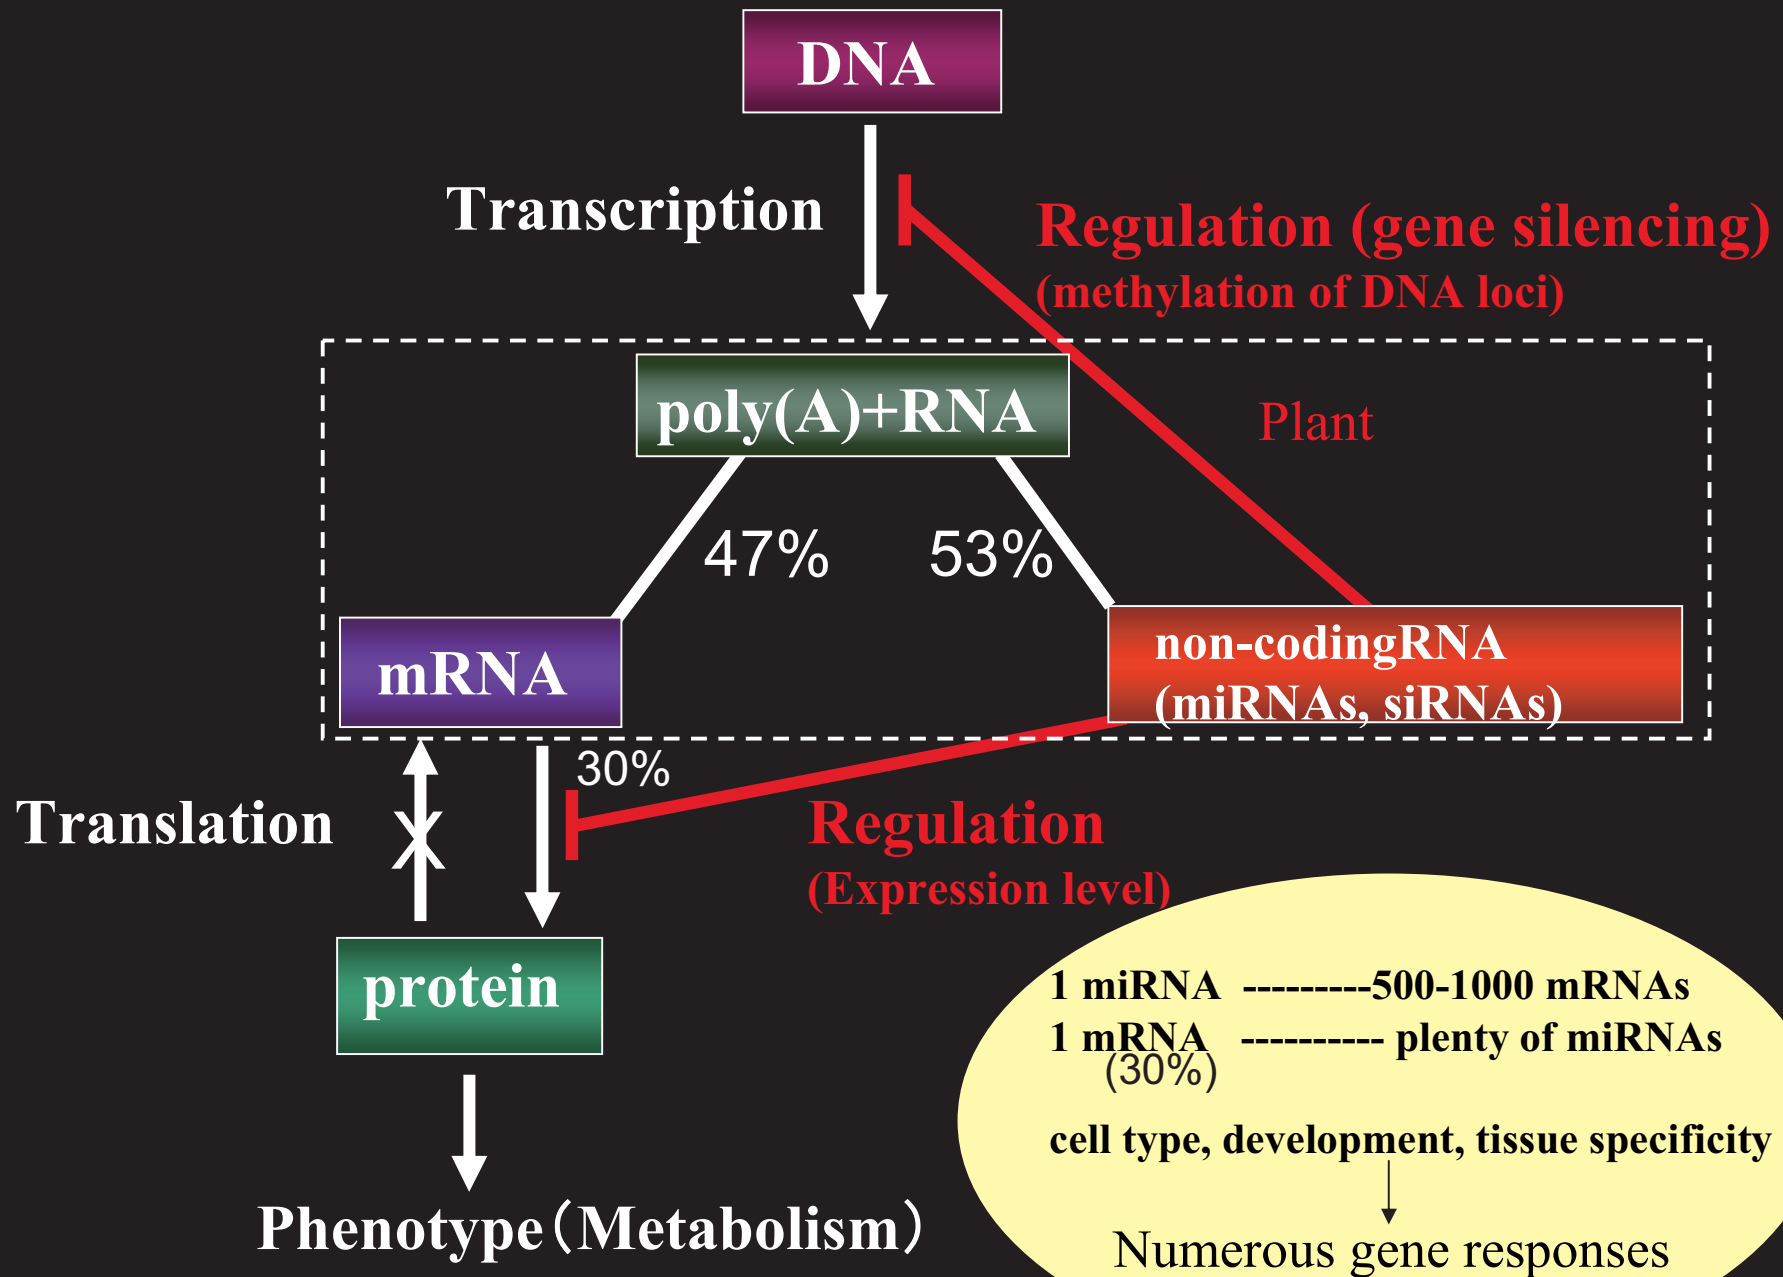 DNA
Transcription
Regulation (gene silencing)
(methylation of DNA loci)
poly(A)+RNA
Plant
47%
53%
mRNA
non-codingRNA
(miRNAs, siRNAs)
30%
Translation
X
Regulation
(Expression level)
protein
1 miRNA ---------500-1000 mRNAs
1 mRNA ---------- plenty of miRNAs
(30%)
cell type, development, tissue specificity
Phenotype（Metabolism）
Numerous gene responses